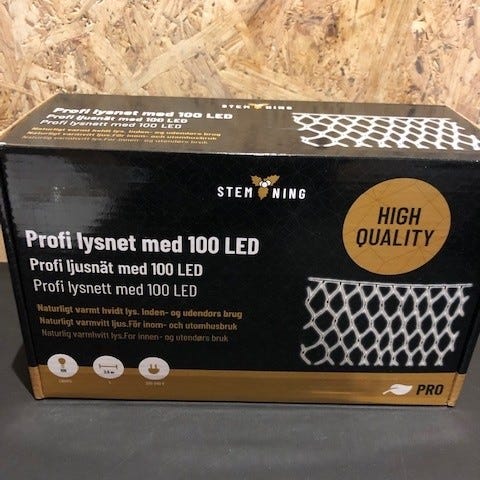 STEMNING
Profi lysnet med 100 LED
Profi ljusnät med 100 LED
Profi lysnett med 100 LED
Naturligt varmt hvidt lys. Inden- og udendørs brug
Naturligt varmvitt ljus.För inom- och utomhusbruk
Naturlig varmhvitt lys.For innen- og utendørs bruk
STEMNING
HIGH
QUALITY
Profi lysnet med 100 LED
Profi ljusnät med 100 LED
Profi lysnett med 100 LED
Naturligt varmt hvidt lys. Inden- og udendørs brug
Naturligt varmvitt ljus.För inom- och utomhusbruk
Naturlig varmhvitt lys.For innen- og utendørs bruk
PRO